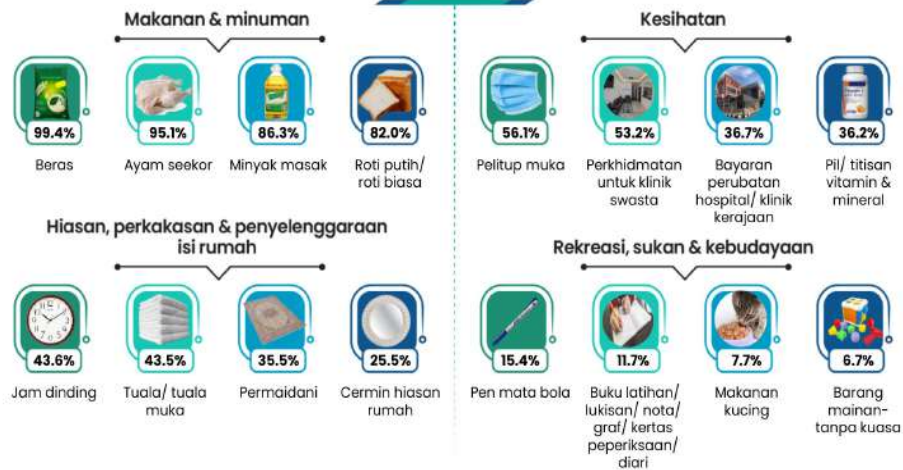 Makanan & minuman
99.4%
Beras
95.1%
Ayam seekor
86.3%
Minyak masak
82.0%
Roti putih/
roti biasa
Kesihatan
56.1%
Pelitup muka
53.2%
Perkhidmatan
untuk klinik
swasta
36.7%
Bayaran
perubatan
hospital/ klinik
kerajaan
36.2%
Pil/ titisan
vitamin &
mineral
Hiasan, perkakasan & penyelenggaraan
isi rumah
43.6%
Jam dinding
43.5%
Tuala/ tuala
muka
35.5%
Permaidani
25.5%
Cermin hiasan
rumah
Rekreasi, sukan & kebudayaan
15.4%
Pen mata bola
11.7%
Buku latihan/
lukisan/ nota/
graf/ kertas
peperiksaan/
diari
7.7%
Makanan
kucing
6.7%
Barang
mainan-
tanpa kuasa